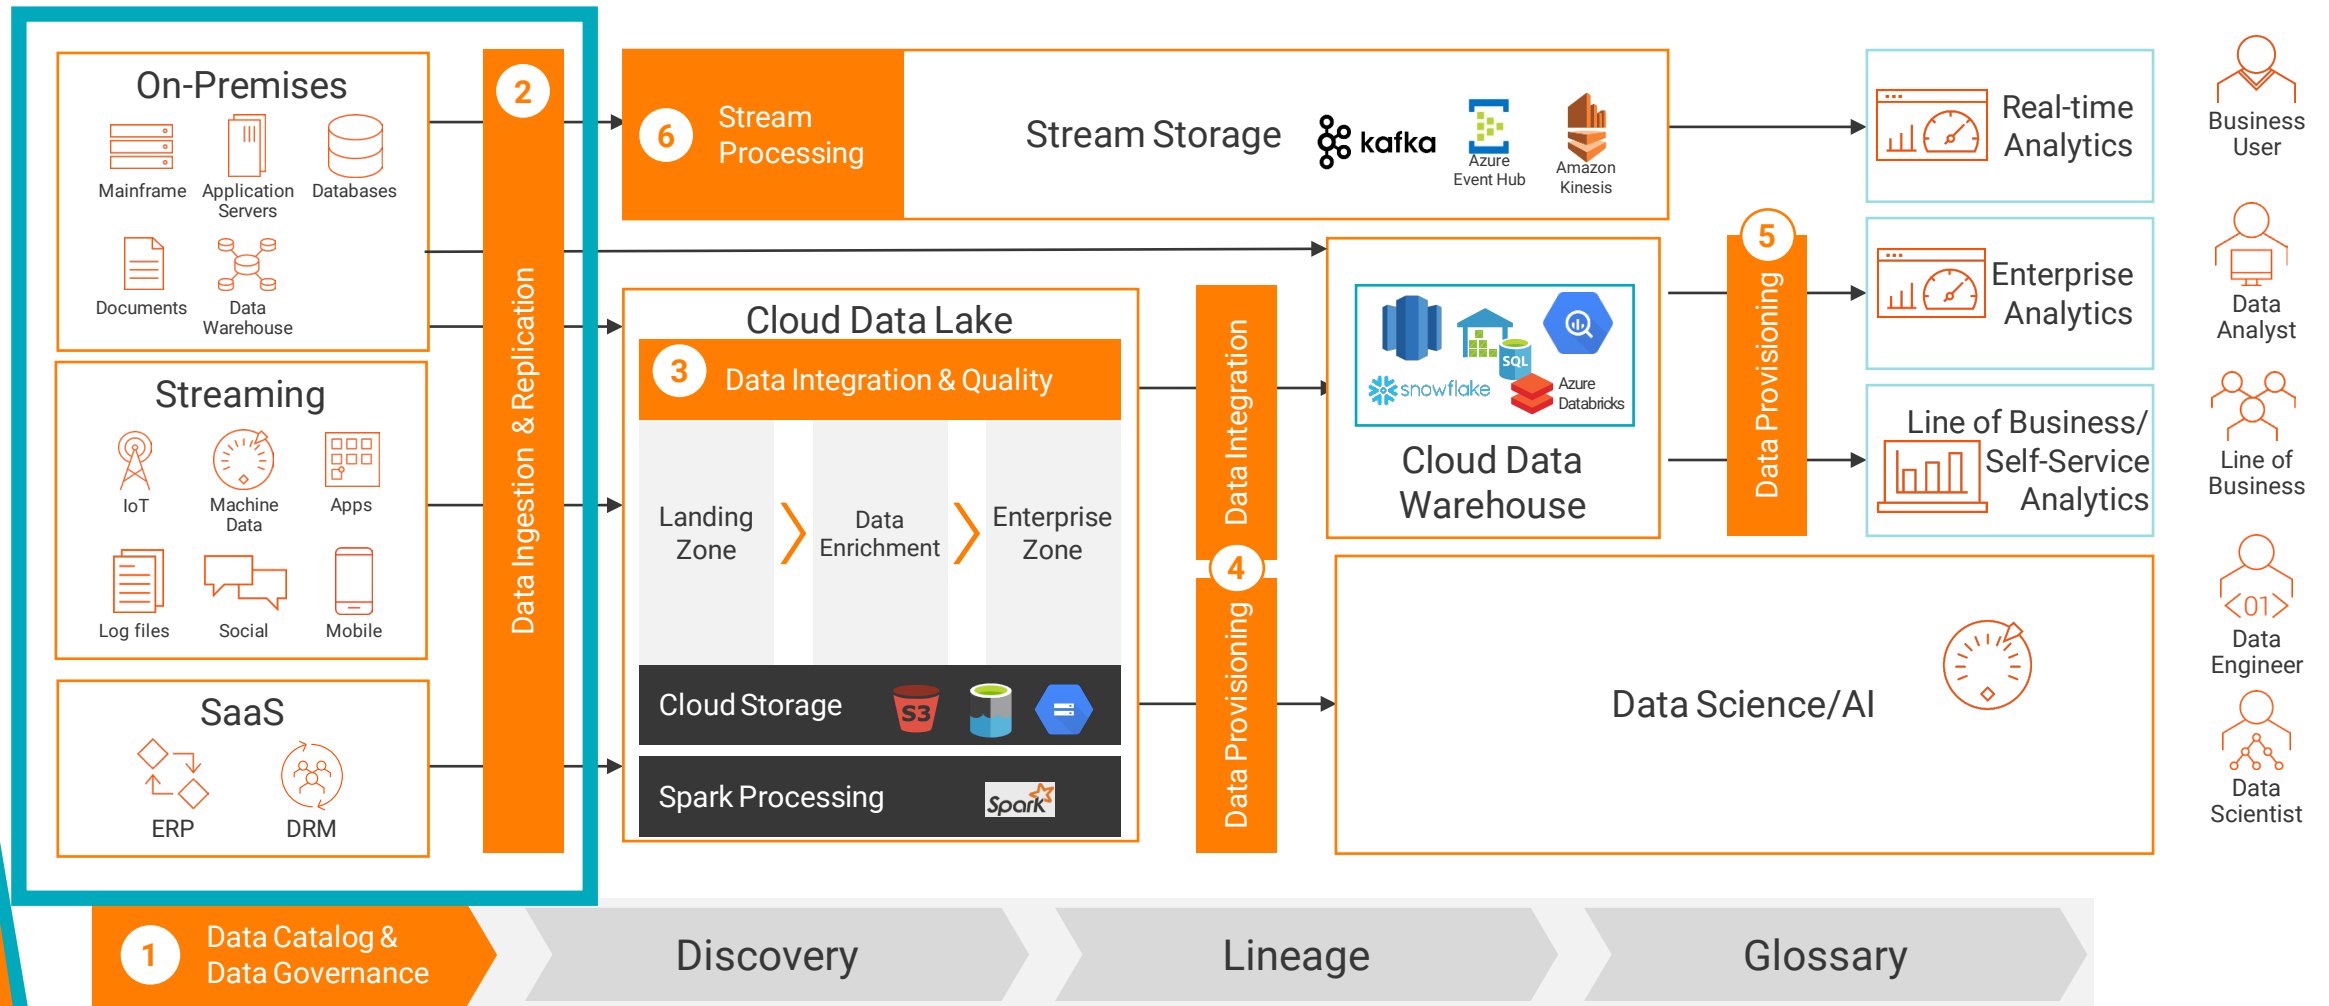 On-Premises
Mainframe
Application
Servers
Databases
Documents
Data
Warehouse
Streaming
IoT
Machine
Data
Apps
Log files
Social
Mobile
SaaS
ERP
DRM
2
Data Ingestion & Replication
6
Stream
Processing
Stream Storage
kafka
Azure
Event Hub
Amazon
Kinesis
Cloud Data Lake
3
Data Integration & Quality
Landing
Zone
Data
Enrichment
Enterprise
Zone
Cloud Storage
S3
Spark Processing
Spark
Data Integration
4
Data Provisioning
SQL
snowflake
Azure
Databricks
Cloud Data
Warehouse
5
Data Provisioning
Data Science/AI
Real-time
Analytics
Enterprise
Analytics
Line of Business/
Self-Service
Analytics
Business
User
Data
Analyst
Line of
Business
<01>
Data
Engineer
Data
Scientist
1
Data Catalog &
Data Governance
Discovery
Lineage
Glossary